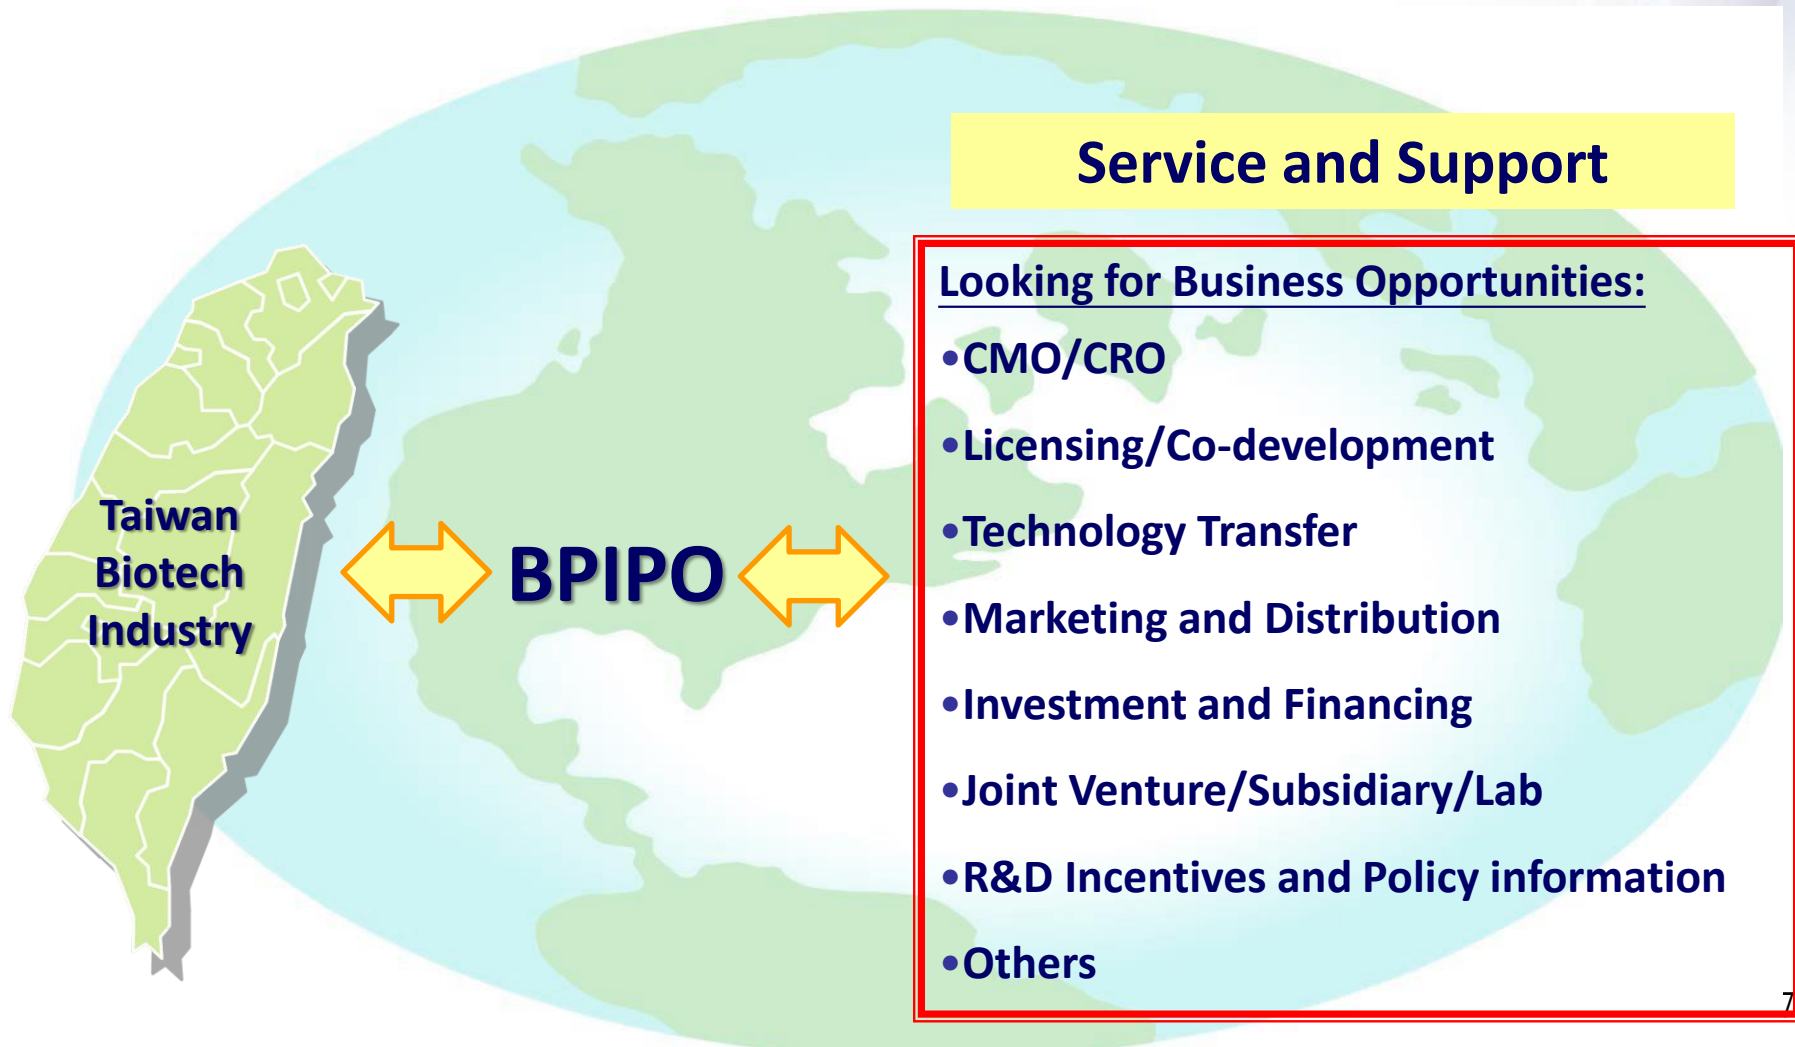 Service and Support
Looking for Business Opportunities:
•CMO/CRO
•Licensing/Co-development
•Technology Transfer
•Marketing and Distribution
•Investment and Financing
•Joint Venture/Subsidiary/Lab
•R&D Incentives and Policy information
•Others
Taiwan
Biotech
Industry
BPIPO
7